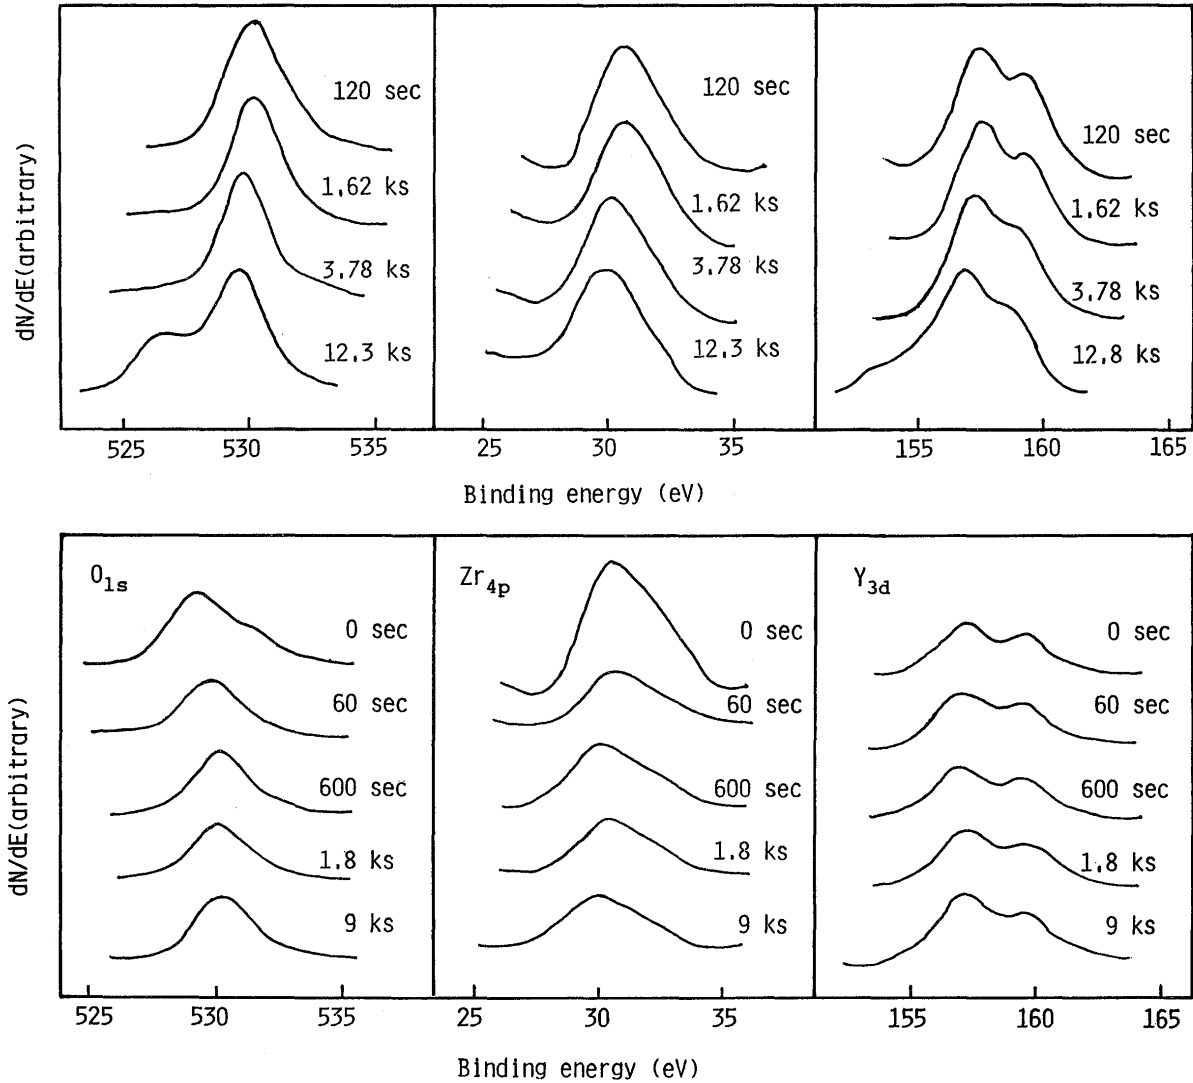 dN/dE(arbitrary)
120 sec
1.62 ks
3.78 ks
12.3 ks
525 530 535
120 sec
1.62 ks
3.78 ks
12.3 ks
25 30 35
120 sec
1.62 ks
3.78 ks
12.8 ks
155 160 165
Binding energy (eV)
dN/dE(arbitrary)
O1s
0 sec
60 sec
600 sec
1.8 ks
9 ks
525 530 535
Zr4p
0 sec
60 sec
600 sec
1.8 ks
9 ks
25 30 35
Y3d
0 sec
60 sec
600 sec
1.8 ks
9 ks
155 160 165
Binding energy (eV)